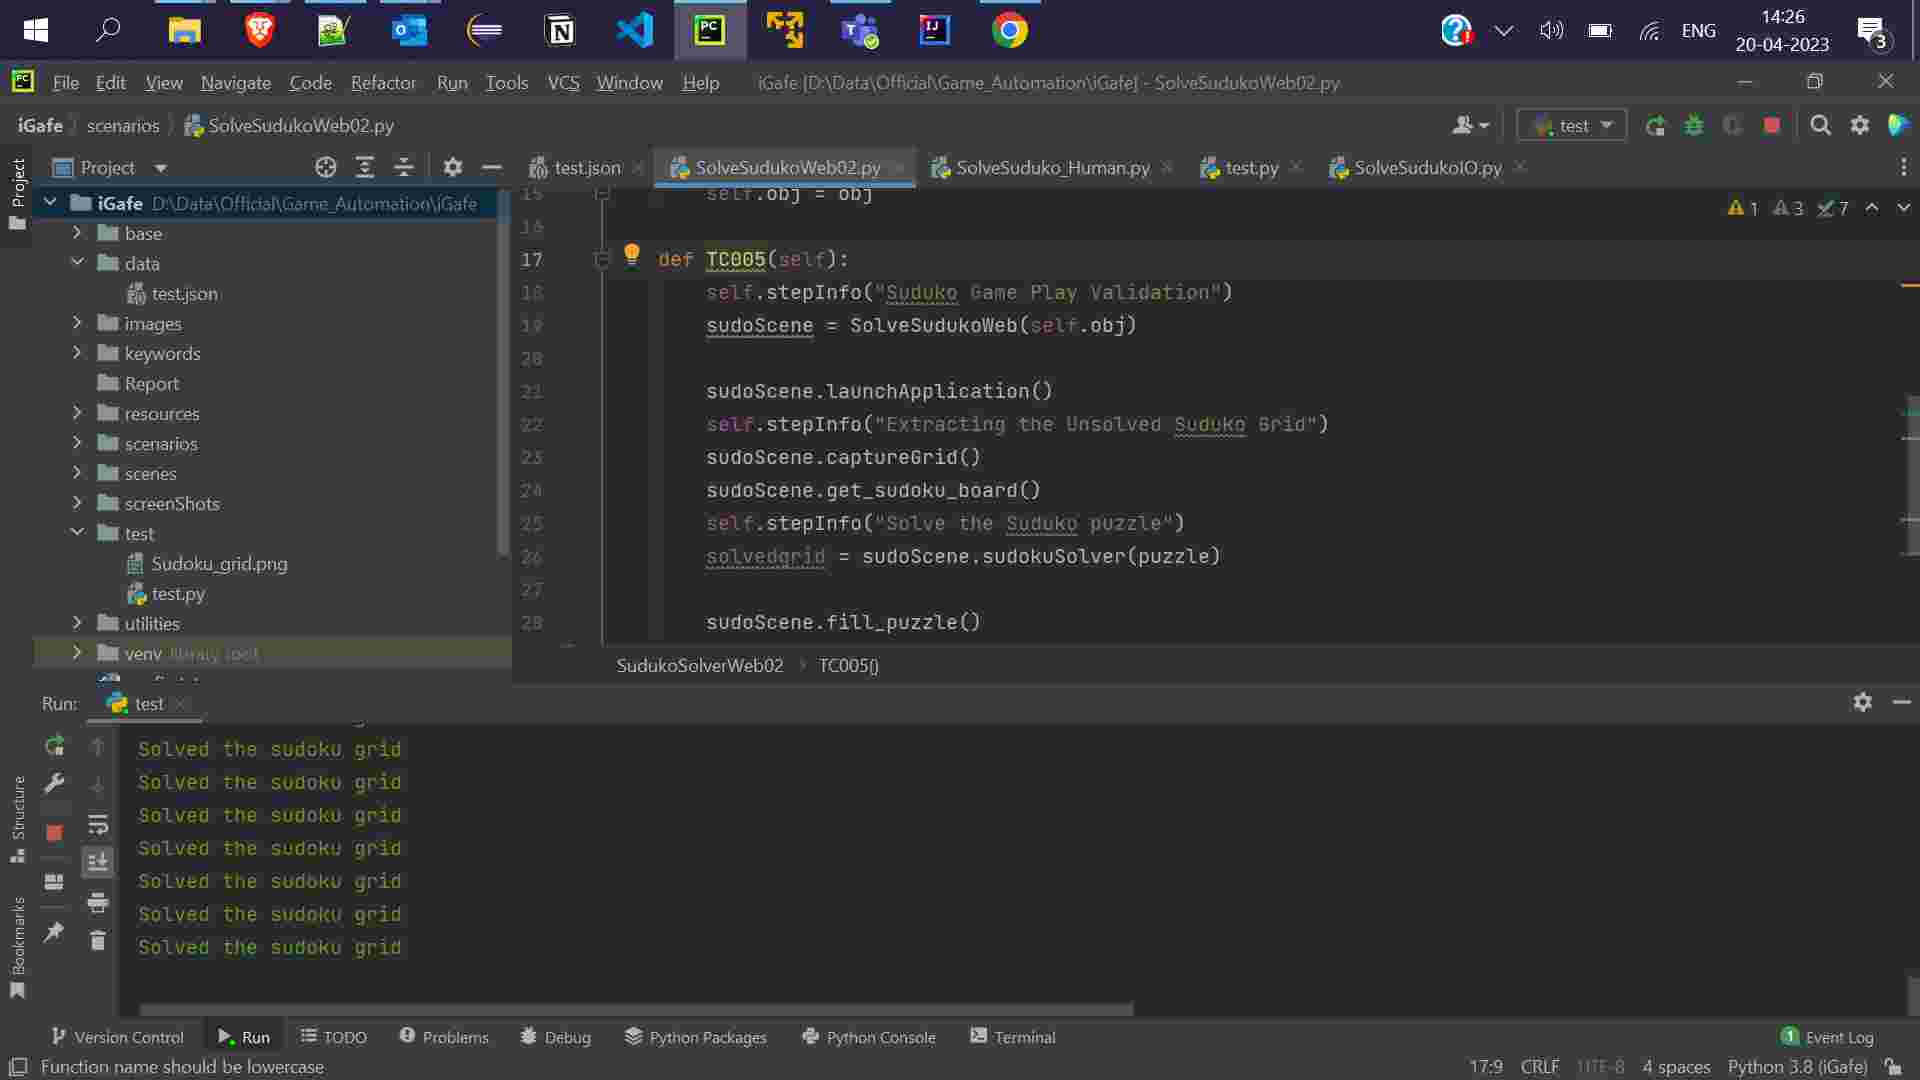 ENG
14:26
20-04-2023
3
File Edit View Navigate Code Refactor Run Tools VCS Window Help iGafe [D:\Data\Official\Game_Automation\iGafe] - SolveSudukoWeb02.py
iGafe scenarios SolveSudukoWeb02.py
test
Project
test.json SolveSudukoWeb02.py SolveSuduko_Human.py test.py SolveSudukoIO.py
Project
iGafe D:\Data\Official\Game_Automation\iGafe
base
data
test.json
images
keywords
Report
resources
scenarios
scenes
screenShots
test
Sudoku_grid.png
test.py
utilities
venv library root
1 3 7
15 self.obj = obj
16
17 def TC005(self):
18 self.stepInfo("Suduko Game Play Validation")
19 sudoScene = SolveSudukoWeb(self.obj)
20
21 sudoScene.launchApplication()
22 self.stepInfo("Extracting the Unsolved Suduko Grid")
23 sudoScene.captureGrid()
24 sudoScene.get_sudoku_board()
25 self.stepInfo("Solve the Suduko puzzle")
26 solvedgrid = sudoScene.sudokuSolver(puzzle)
27
28 sudoScene.fill_puzzle()
SudukoSolverWeb02 TC005()
Run: test
Solved the sudoku grid
Solved the sudoku grid
Solved the sudoku grid
Solved the sudoku grid
Solved the sudoku grid
Solved the sudoku grid
Solved the sudoku grid
Structure
Bookmarks
Version Control Run TODO Problems Debug Python Packages Python Console Terminal 1 Event Log
Function name should be lowercase 17:9 CRLF UTF-8 4 spaces Python 3.8 (iGafe)